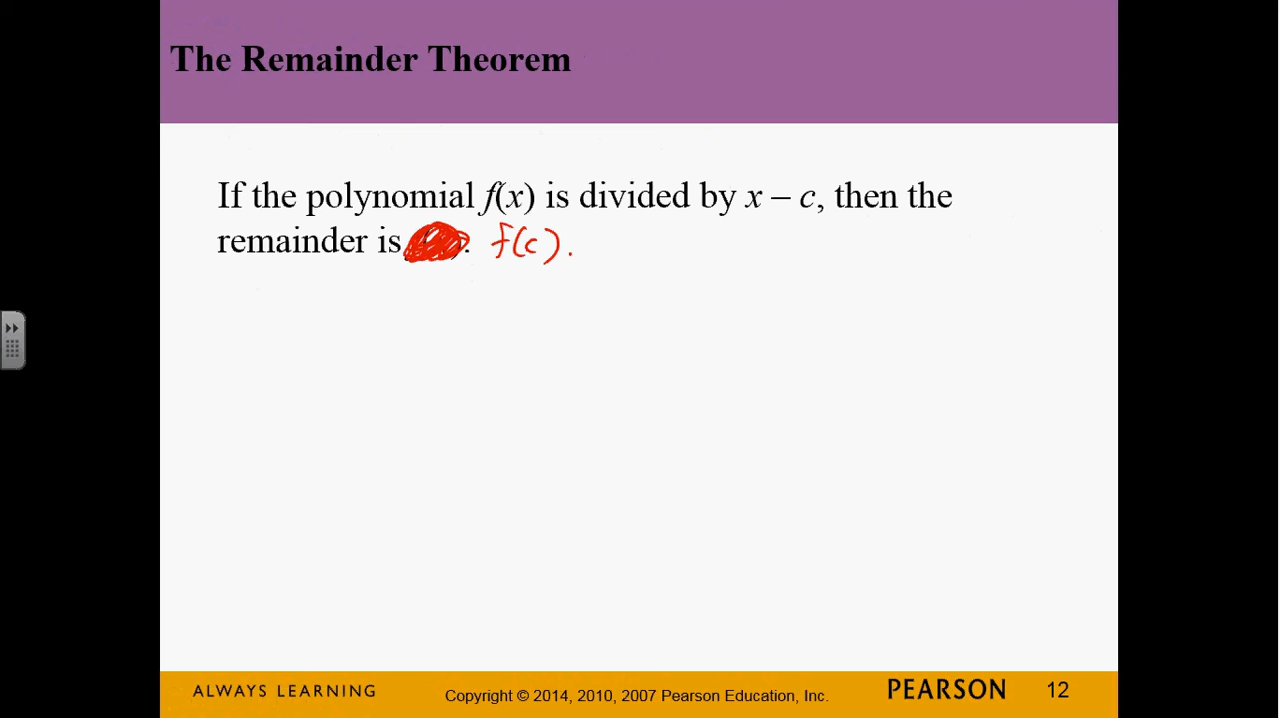 The Remainder Theorem
If the polynomial f(x) is divided by x – c, then the
remainder is . f(c).
ALWAYS LEARNING
Copyright © 2014, 2010, 2007 Pearson Education, Inc.
PEARSON
12